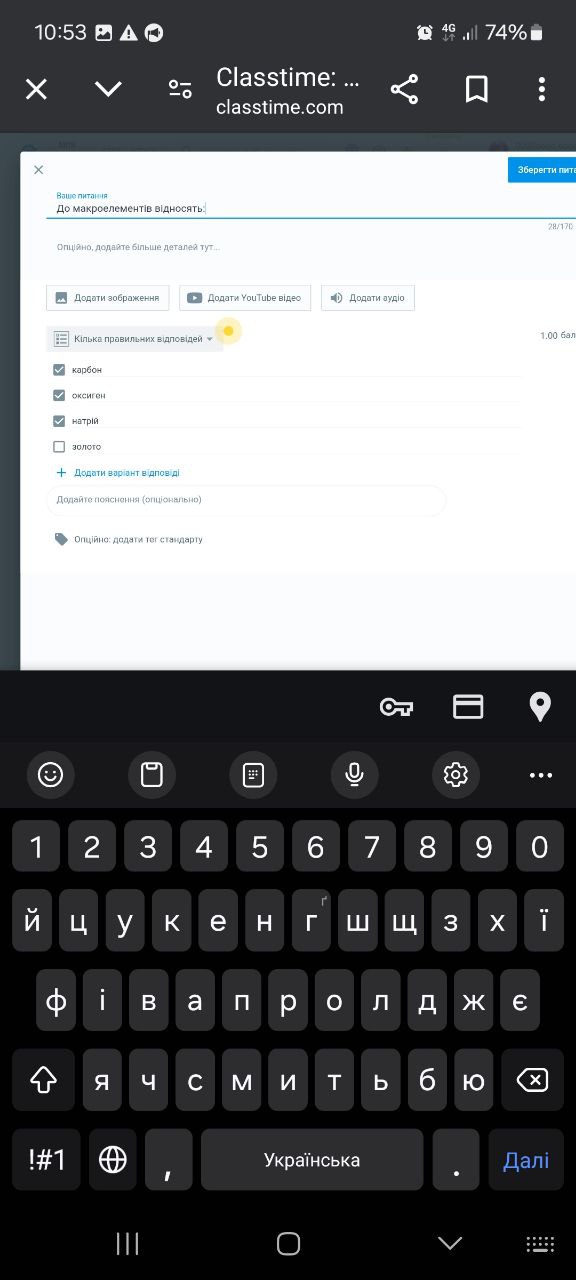 10:53
4G
74%
Classtime: ...
classtime.com
Зберегти пита
Ваше питання
До макроелементів відносять:
28/170
Опційно, додайте більше деталей тут...
Додати зображення
Додати YouTube відео
Додати аудіо
Кілька правильних відповідей
1.00 бал
карбон
оксиген
натрій
золото
+ Додати варіант відповіді
Додайте пояснення (опціонально)
Опційно: додати тег стандарту
1 2 3 4 5 6 7 8 9 0
й ц у к е н г ґ ш щ з х ї
ф і в а п р о л д ж є
я ч с м и т ь б ю
!#1 , Українська . Далі